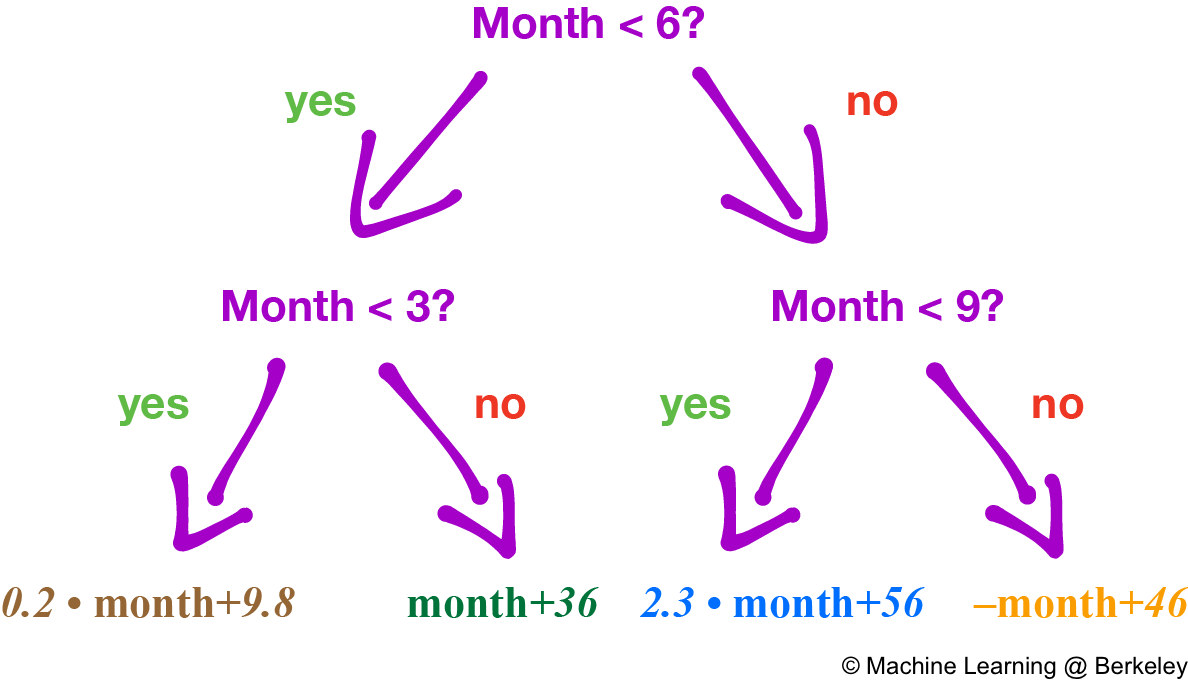 Month < 6?
yes
no
Month < 3?
Month < 9?
yes
no
yes
no
0.2 • month+9.8
month+36
2.3 • month+56
–month+46
© Machine Learning @ Berkeley